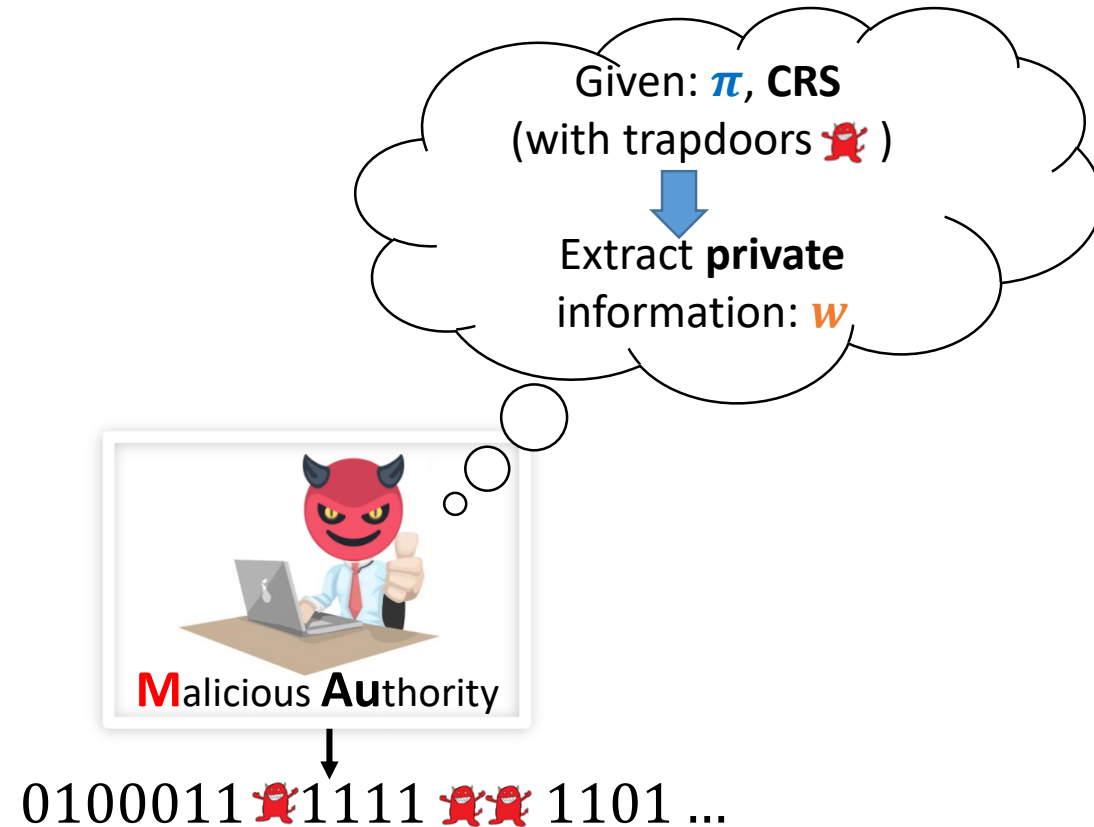 Given: π, CRS
(with trapdoors )
Extract private
information: w
Malicious Authority
0100011 1111 1101 ...